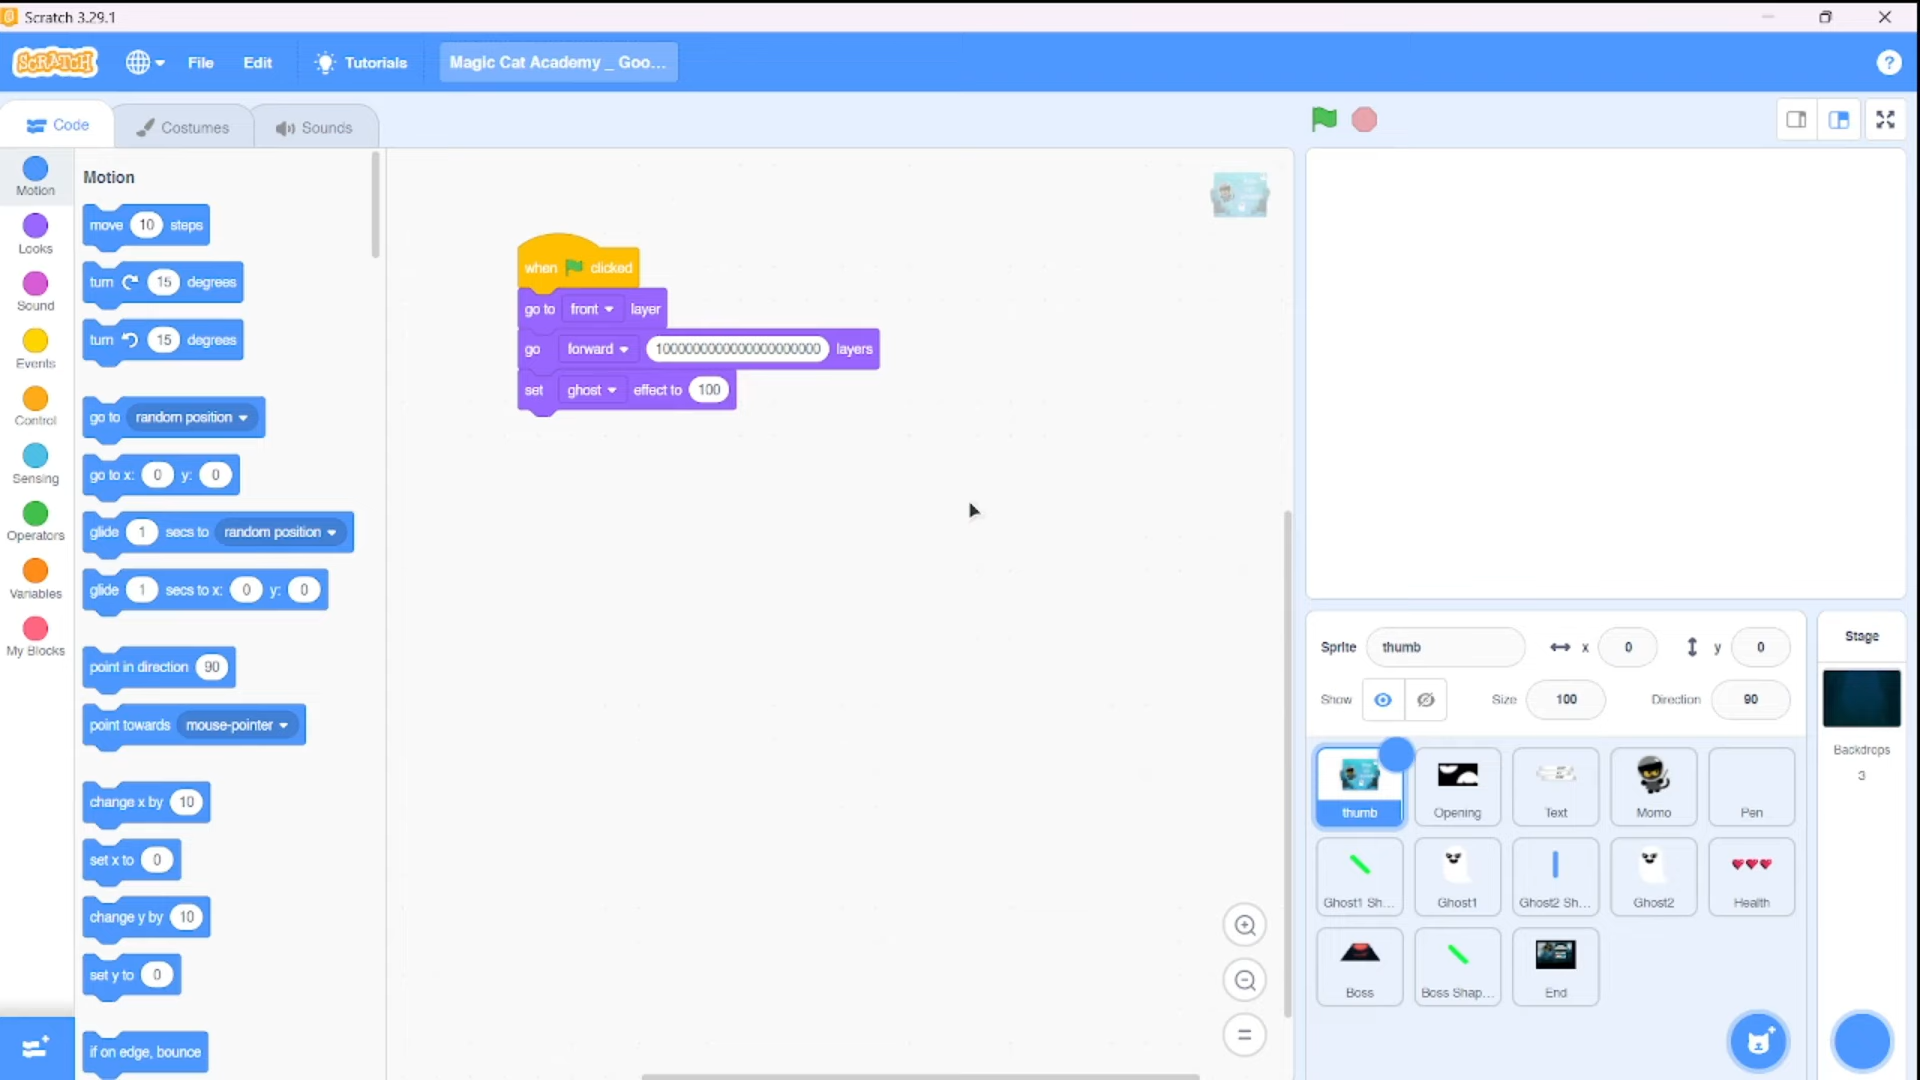 Scratch 3.29.1
SCRATCH
File
Edit
Tutorials
Magic Cat Academy _ Goo...
?
Code
Costumes
Sounds
Motion
Looks
Sound
Events
Control
Sensing
Operators
Variables
My Blocks
Motion
move 10 steps
turn 15 degrees
turn 15 degrees
go to random position
go to x: 0 y: 0
glide 1 secs to random position
glide 1 secs to x: 0 y: 0
point in direction 90
point towards mouse-pointer
change x by 10
set x to 0
change y by 10
set y to 0
if on edge, bounce
when clicked
go to front layer
go forward layers
set ghost effect to 100
Sprite thumb x 0 y 0
Show Size 100 Direction 90
thumb
Opening
Text
Momo
Pen
Ghost1 Sh...
Ghost1
Ghost2 Sh...
Ghost2
Health
Boss
Boss Shap...
End
Stage
Backdrops
3